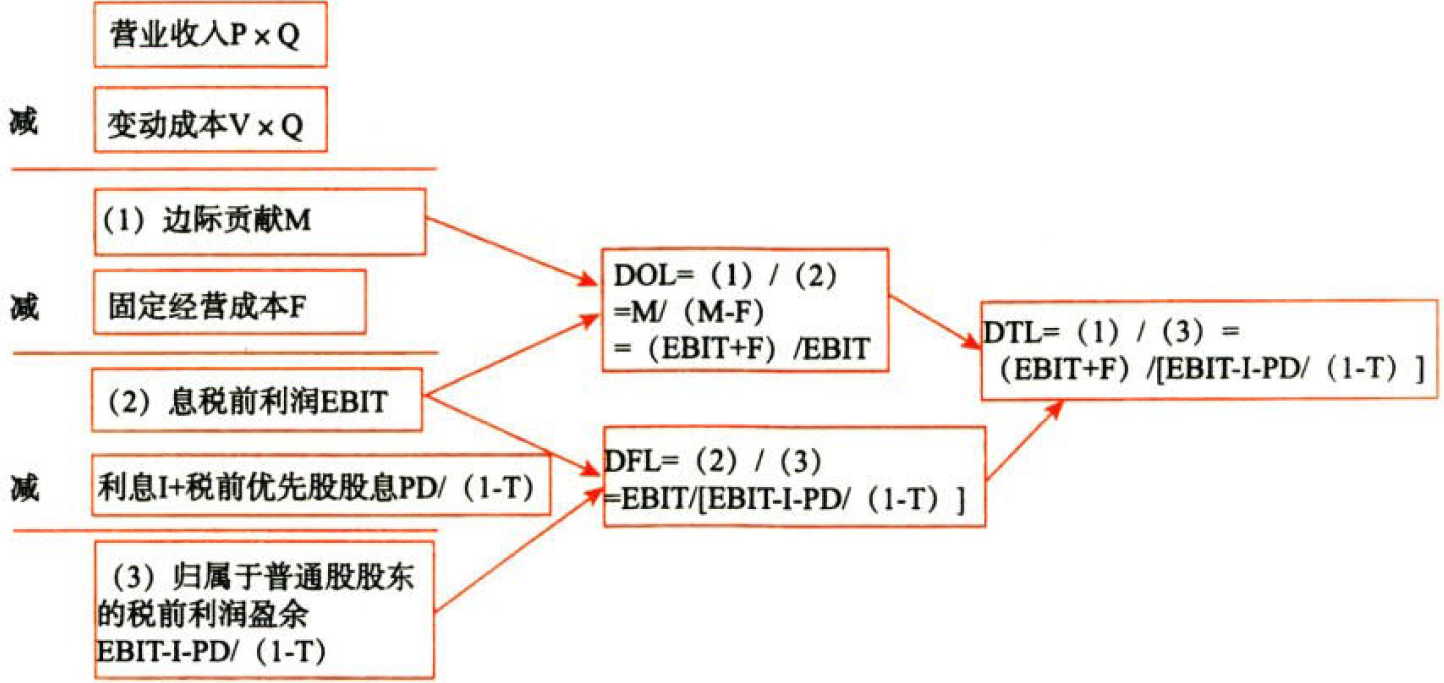 营业收入P×Q
减
变动成本V×Q
(1)边际贡献M
减
固定经营成本F
(2)息税前利润EBIT
减
利息I+税前优先股股息PD/(1-T)
(3)归属于普通股股东
的税前利润盈余
EBIT-I-PD/(1-T)
DOL=(1)/(2)
=M/(M-F)
=(EBIT+F)/EBIT
DFL=(2)/(3)
=EBIT/[EBIT-I-PD/(1-T)]
DTL=(1)/(3)=
(EBIT+F)/[EBIT-I-PD/(1-T)]